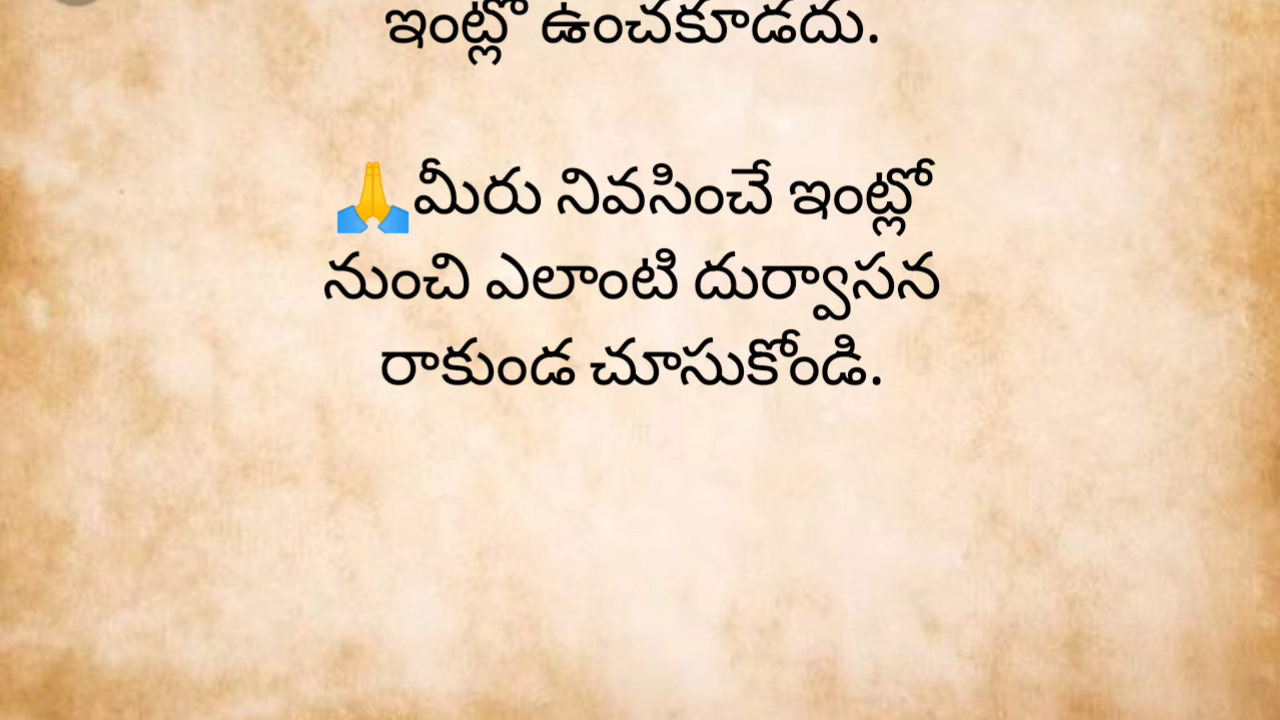 ఇంట్లో ఉంచకూడదు.
🙏మీరు నివసించే ఇంట్లో
నుంచి ఎలాంటి దుర్వాసన
రాకుండ చూసుకోండి.